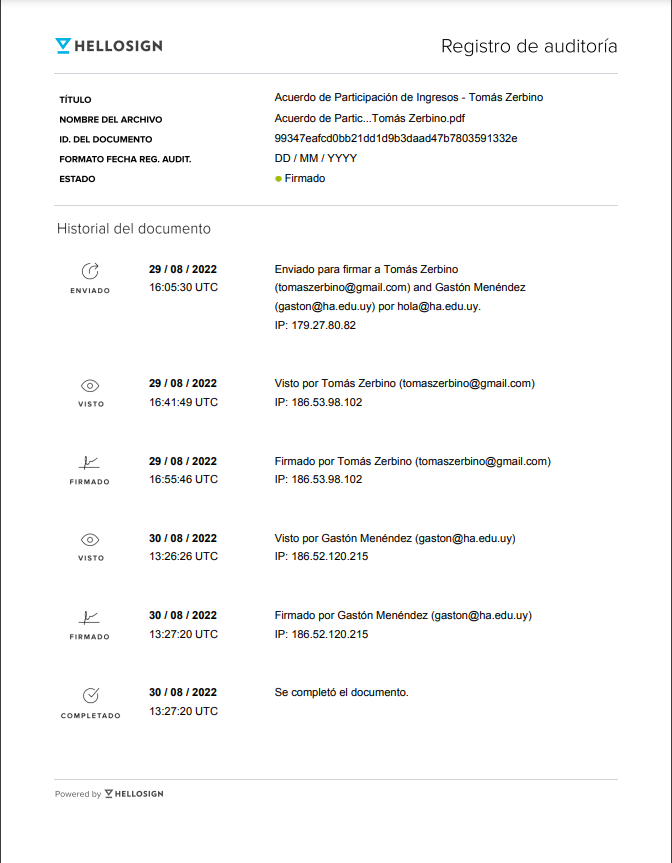 HELLOSIGN
Registro de auditoría
TÍTULO
Acuerdo de Participación de Ingresos - Tomás Zerbino
NOMBRE DEL ARCHIVO
Acuerdo de Partic...Tomás Zerbino.pdf
ID. DEL DOCUMENTO
99347eafcd0bb21dd1d9b3daad47b7803591332e
FORMATO FECHA REG. AUDIT.
DD / MM / YYYY
ESTADO
Firmado
Historial del documento
ENVIADO
29 / 08 / 2022
16:05:30 UTC
Enviado para firmar a Tomás Zerbino
(tomaszerbino@gmail.com) and Gastón Menéndez
(gaston@ha.edu.uy) por hola@ha.edu.uy.
IP: 179.27.80.82
VISTO
29 / 08 / 2022
16:41:49 UTC
Visto por Tomás Zerbino (tomaszerbino@gmail.com)
IP: 186.53.98.102
FIRMADO
29 / 08 / 2022
16:55:46 UTC
Firmado por Tomás Zerbino (tomaszerbino@gmail.com)
IP: 186.53.98.102
VISTO
30 / 08 / 2022
13:26:26 UTC
Visto por Gastón Menéndez (gaston@ha.edu.uy)
IP: 186.52.120.215
FIRMADO
30 / 08 / 2022
13:27:20 UTC
Firmado por Gastón Menéndez (gaston@ha.edu.uy)
IP: 186.52.120.215
COMPLETADO
30 / 08 / 2022
13:27:20 UTC
Se completó el documento.
Powered by HELLOSIGN